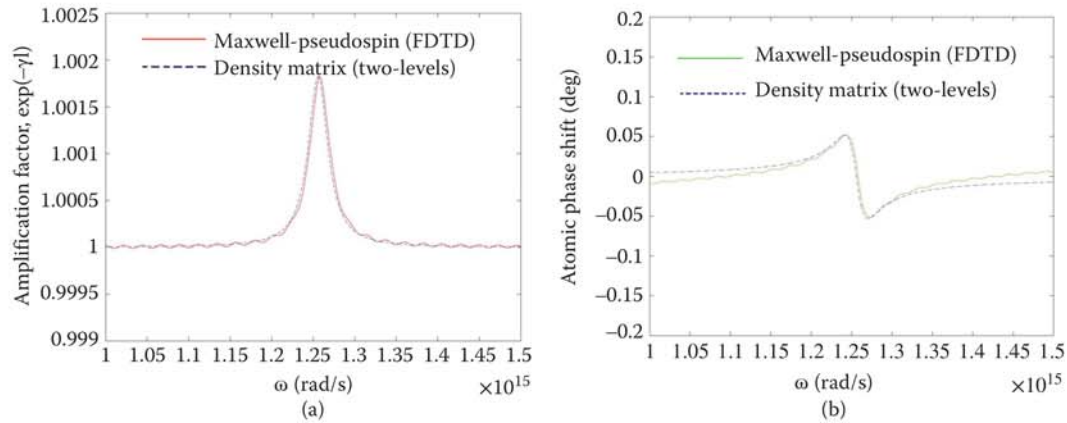 1.0025
1.002
1.0015
1.001
1.0005
1
0.9995
0.999
Amplification factor, exp(−γl)
Maxwell-pseudospin (FDTD)
Density matrix (two-levels)
1 1.05 1.1 1.15 1.2 1.25 1.3 1.35 1.4 1.45 1.5
ω (rad/s)
×10¹⁵
(a)
0.2
0.15
0.1
0.05
0
−0.05
−0.1
−0.15
−0.2
Atomic phase shift (deg)
Maxwell-pseudospin (FDTD)
Density matrix (two-levels)
1 1.05 1.1 1.15 1.2 1.25 1.3 1.35 1.4 1.45 1.5
ω (rad/s)
×10¹⁵
(b)